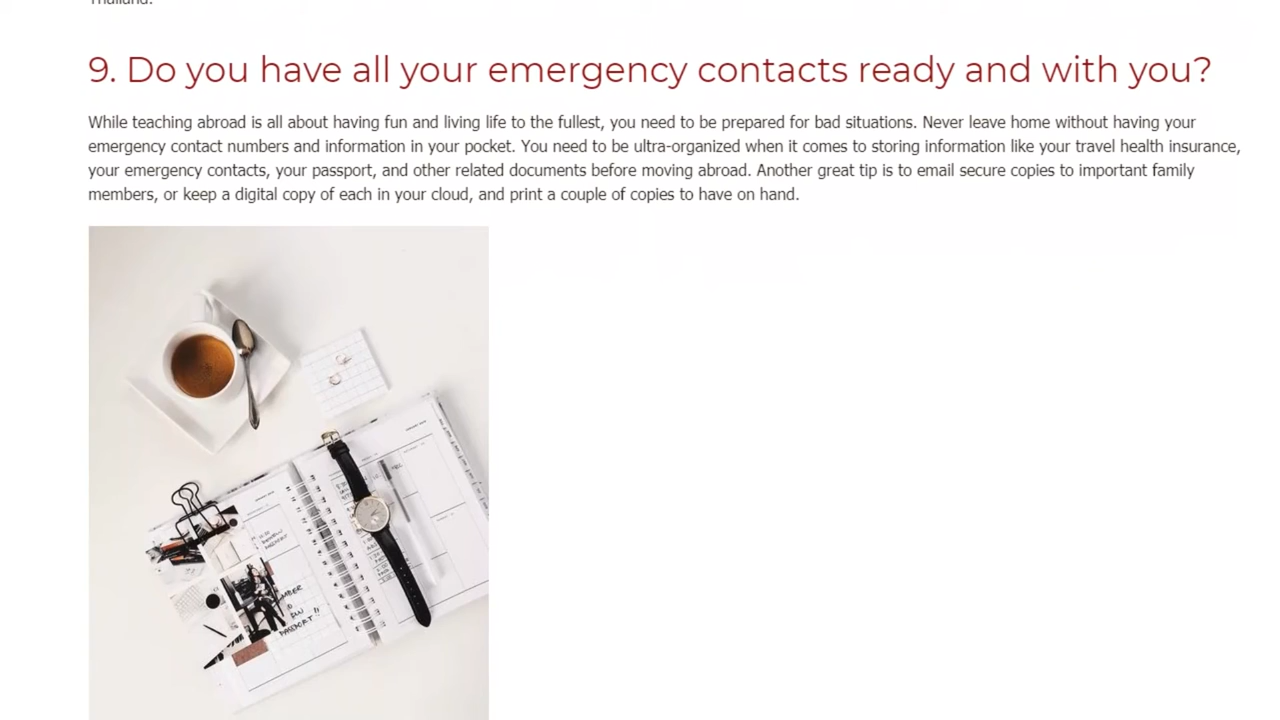 Thailand.
9. Do you have all your emergency contacts ready and with you?
While teaching abroad is all about having fun and living life to the fullest, you need to be prepared for bad situations. Never leave home without having your
emergency contact numbers and information in your pocket. You need to be ultra-organized when it comes to storing information like your travel health insurance,
your emergency contacts, your passport, and other related documents before moving abroad. Another great tip is to email secure copies to important family
members, or keep a digital copy of each in your cloud, and print a couple of copies to have on hand.
PASSPORT !!